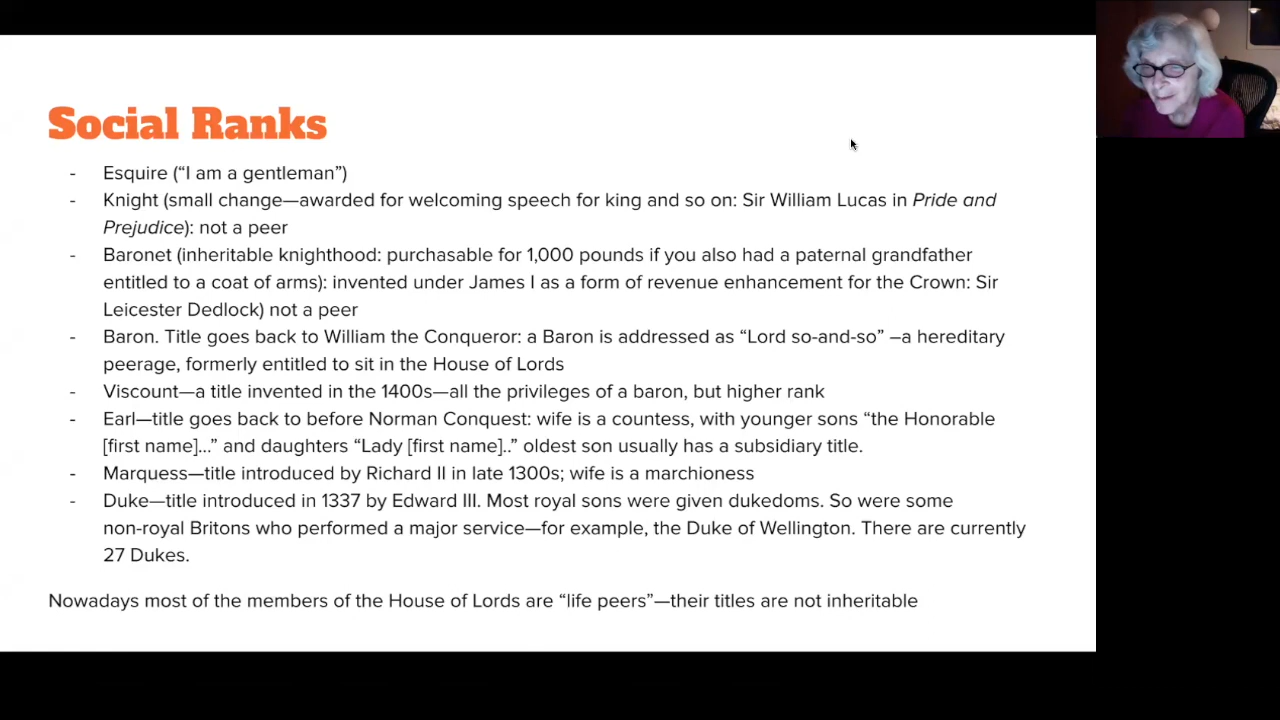 Social Ranks
- Esquire (“I am a gentleman”)
- Knight (small change—awarded for welcoming speech for king and so on: Sir William Lucas in Pride and
Prejudice): not a peer
- Baronet (inheritable knighthood: purchasable for 1,000 pounds if you also had a paternal grandfather
entitled to a coat of arms): invented under James I as a form of revenue enhancement for the Crown: Sir
Leicester Dedlock) not a peer
- Baron. Title goes back to William the Conqueror: a Baron is addressed as “Lord so-and-so” –a hereditary
peerage, formerly entitled to sit in the House of Lords
- Viscount—a title invented in the 1400s—all the privileges of a baron, but higher rank
- Earl—title goes back to before Norman Conquest: wife is a countess, with younger sons “the Honorable
[first name]...” and daughters “Lady [first name]..” oldest son usually has a subsidiary title.
- Marquess—title introduced by Richard II in late 1300s; wife is a marchioness
- Duke—title introduced in 1337 by Edward III. Most royal sons were given dukedoms. So were some
non-royal Britons who performed a major service—for example, the Duke of Wellington. There are currently
27 Dukes.
Nowadays most of the members of the House of Lords are “life peers”—their titles are not inheritable